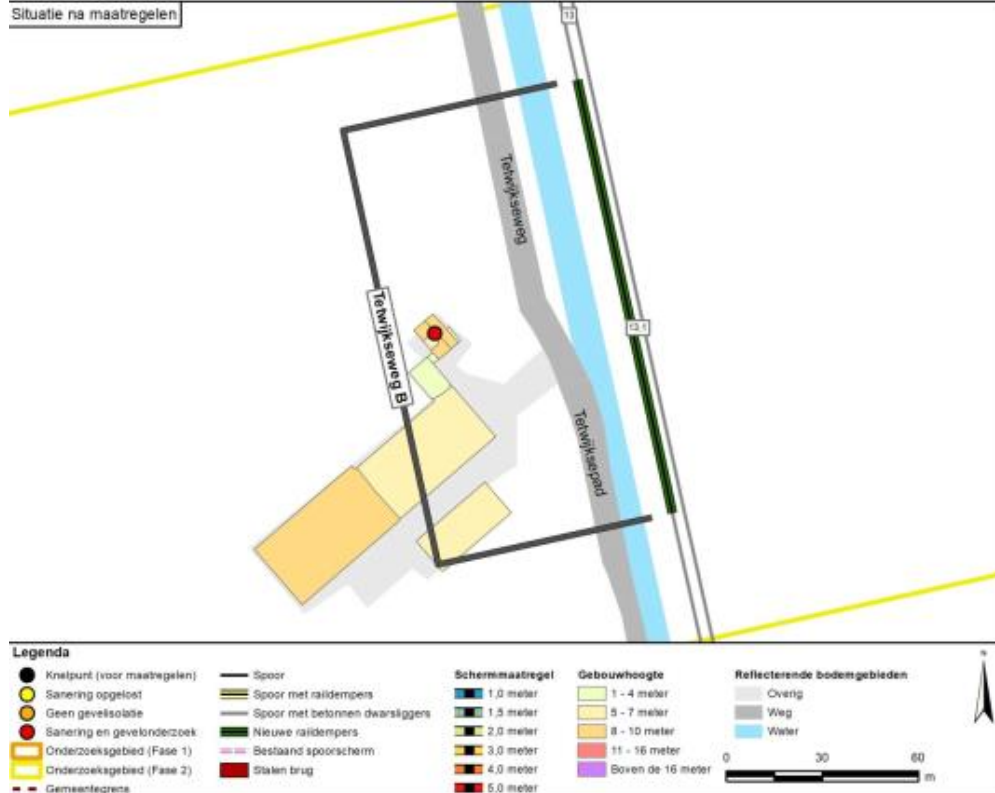 Situatie na maatregelen
13
Tetwijkseweg
Tetwijkseweg B
13.1
Tetwijksepad
Legenda
Knelpunt (voor maatregelen)
Sanering opgelost
Geen gevelisolatie
Sanering en gevelonderzoek
Onderzoeksgebied (Fase 1)
Onderzoeksgebied (Fase 2)
Gemeentegrens
Spoor
Spoor met raildempers
Spoor met betonnen dwarsliggers
Nieuwe raildempers
Bestaand spoorscherm
Stalen brug
Schermmaatregel
1,0 meter
1,5 meter
2,0 meter
3,0 meter
4,0 meter
5,0 meter
Gebouwhoogte
1 - 4 meter
5 - 7 meter
8 - 10 meter
11 - 16 meter
Boven de 16 meter
Reflecterende bodemgebieden
Overig
Weg
Water
N
0 30 60
m